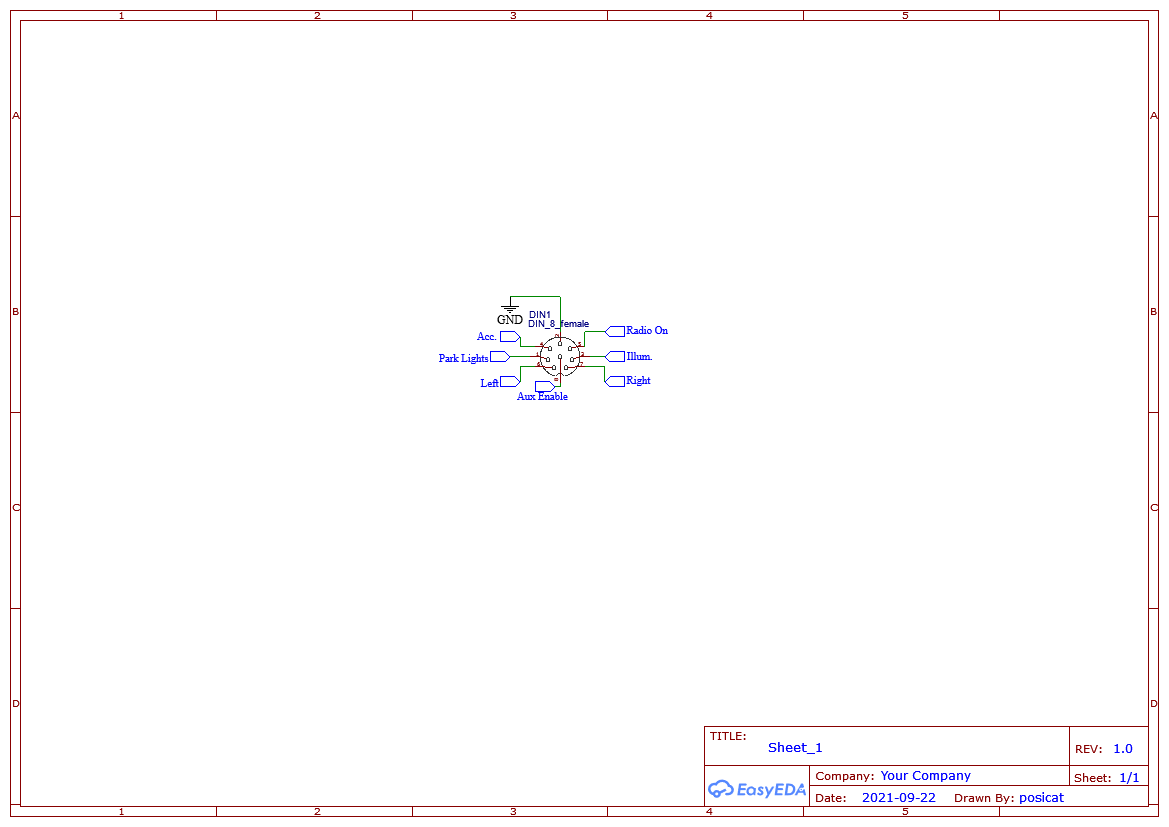 1 2 3 4 5
A A
B B
C C
D D
GND
DIN1
DIN_8_female
Acc.
Radio On
Park Lights
Illum.
Left
Right
Aux Enable
TITLE:
Sheet_1
REV: 1.0
EasyEDA
Company: Your Company
Sheet: 1/1
Date: 2021-09-22 Drawn By: posicat
1 2 3 4 5